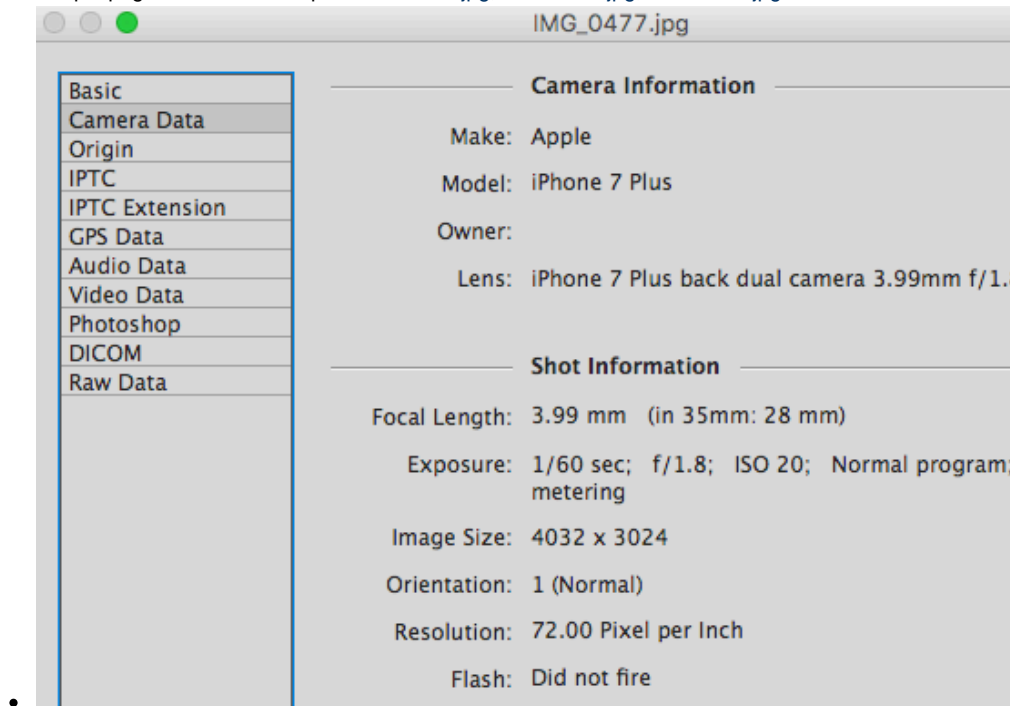 IMG_0477.jpg
Basic
Camera Data
Origin
IPTC
IPTC Extension
GPS Data
Audio Data
Video Data
Photoshop
DICOM
Raw Data
Camera Information
Make: Apple
Model: iPhone 7 Plus
Owner:
Lens: iPhone 7 Plus back dual camera 3.99mm f/1.
Shot Information
Focal Length: 3.99 mm (in 35mm: 28 mm)
Exposure: 1/60 sec; f/1.8; ISO 20; Normal program;
metering
Image Size: 4032 x 3024
Orientation: 1 (Normal)
Resolution: 72.00 Pixel per Inch
Flash: Did not fire